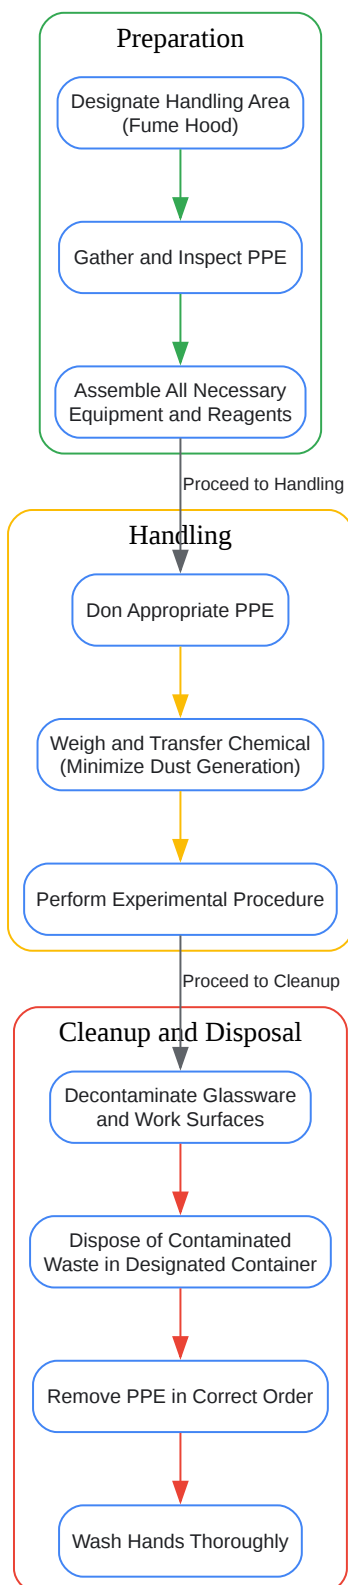 Preparation
Designate Handling Area
(Fume Hood)
Gather and Inspect PPE
Assemble All Necessary
Equipment and Reagents
Proceed to Handling
Handling
Don Appropriate PPE
Weigh and Transfer Chemical
(Minimize Dust Generation)
Perform Experimental Procedure
Proceed to Cleanup
Cleanup and Disposal
Decontaminate Glassware
and Work Surfaces
Dispose of Contaminated
Waste in Designated Container
Remove PPE in Correct Order
Wash Hands Thoroughly